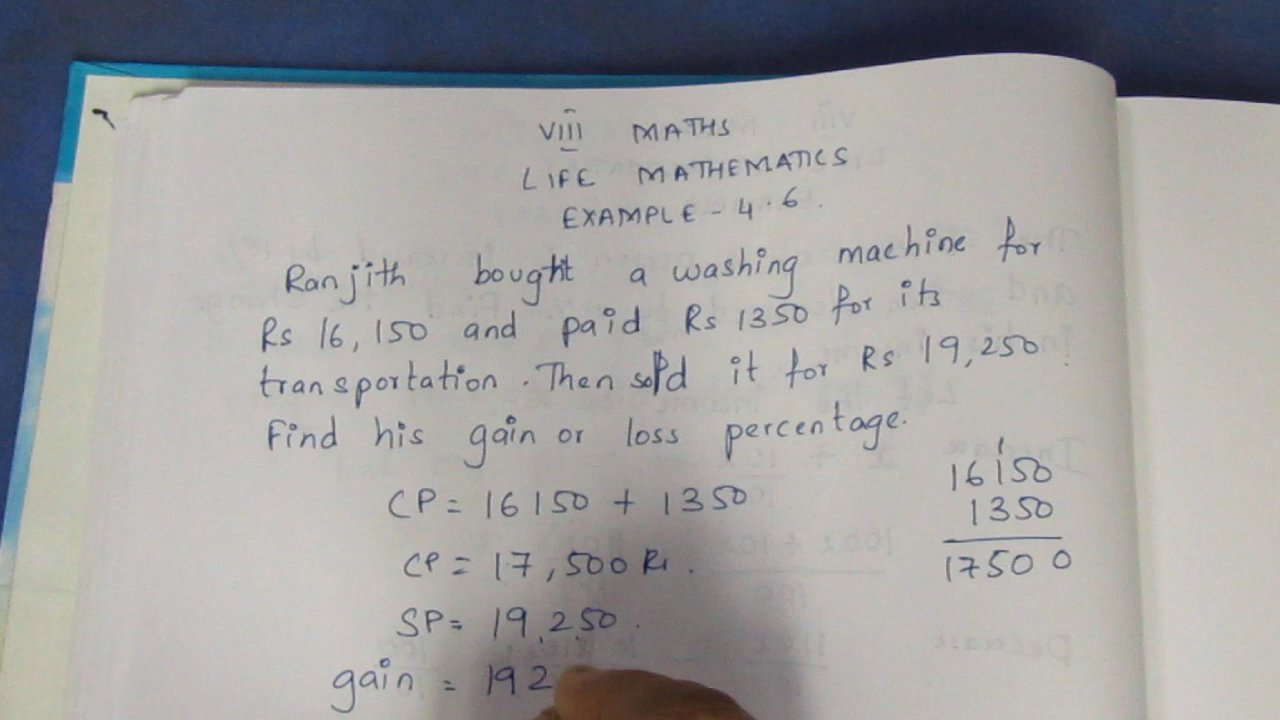 VIII MATHS
LIFE MATHEMATICS
EXAMPLE - 4.6.
Ranjith bought a washing machine for
Rs 16,150 and paid Rs 1350 for its
transportation. Then sold it for Rs 19,250.
Find his gain or loss percentage.
1
16150
1350
17500
CP = 16150 + 1350
CP = 17,500 Rs.
SP = 19,250.
gain = 192